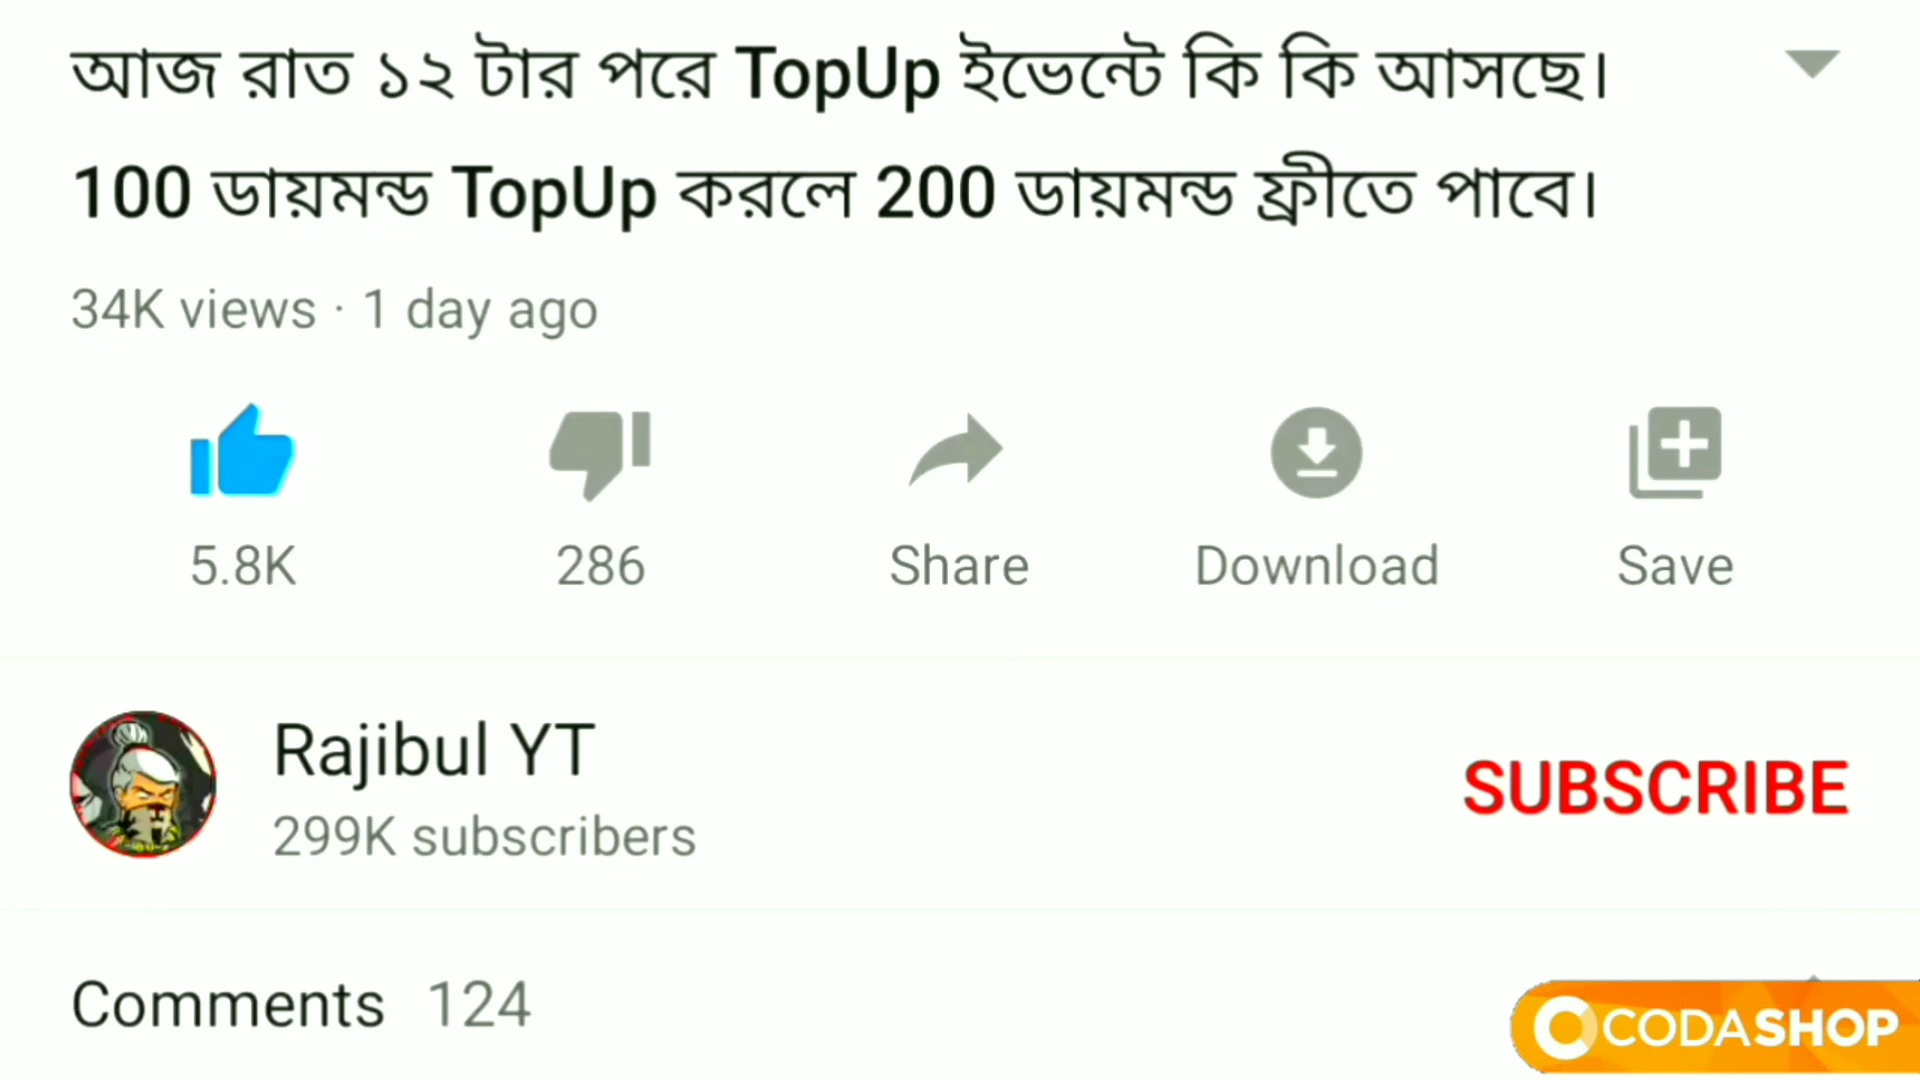 আজ রাত ১২ টার পরে TopUp ইভেন্টে কি কি আসছে।
100 ডায়মন্ড TopUp করলে 200 ডায়মন্ড ফ্রীতে পাবে।
34K views · 1 day ago
5.8K 286 Share Download Save
Rajibul YT
SUBSCRIBE
299K subscribers
Comments 124
CODASHOP